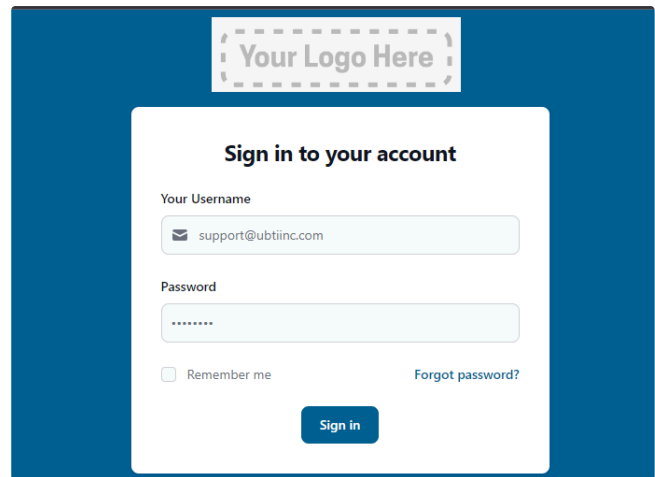 Your Logo Here
Sign in to your account
Your Username
support@ubtiinc.com
Password
••••••••
Remember me
Forgot password?
Sign in